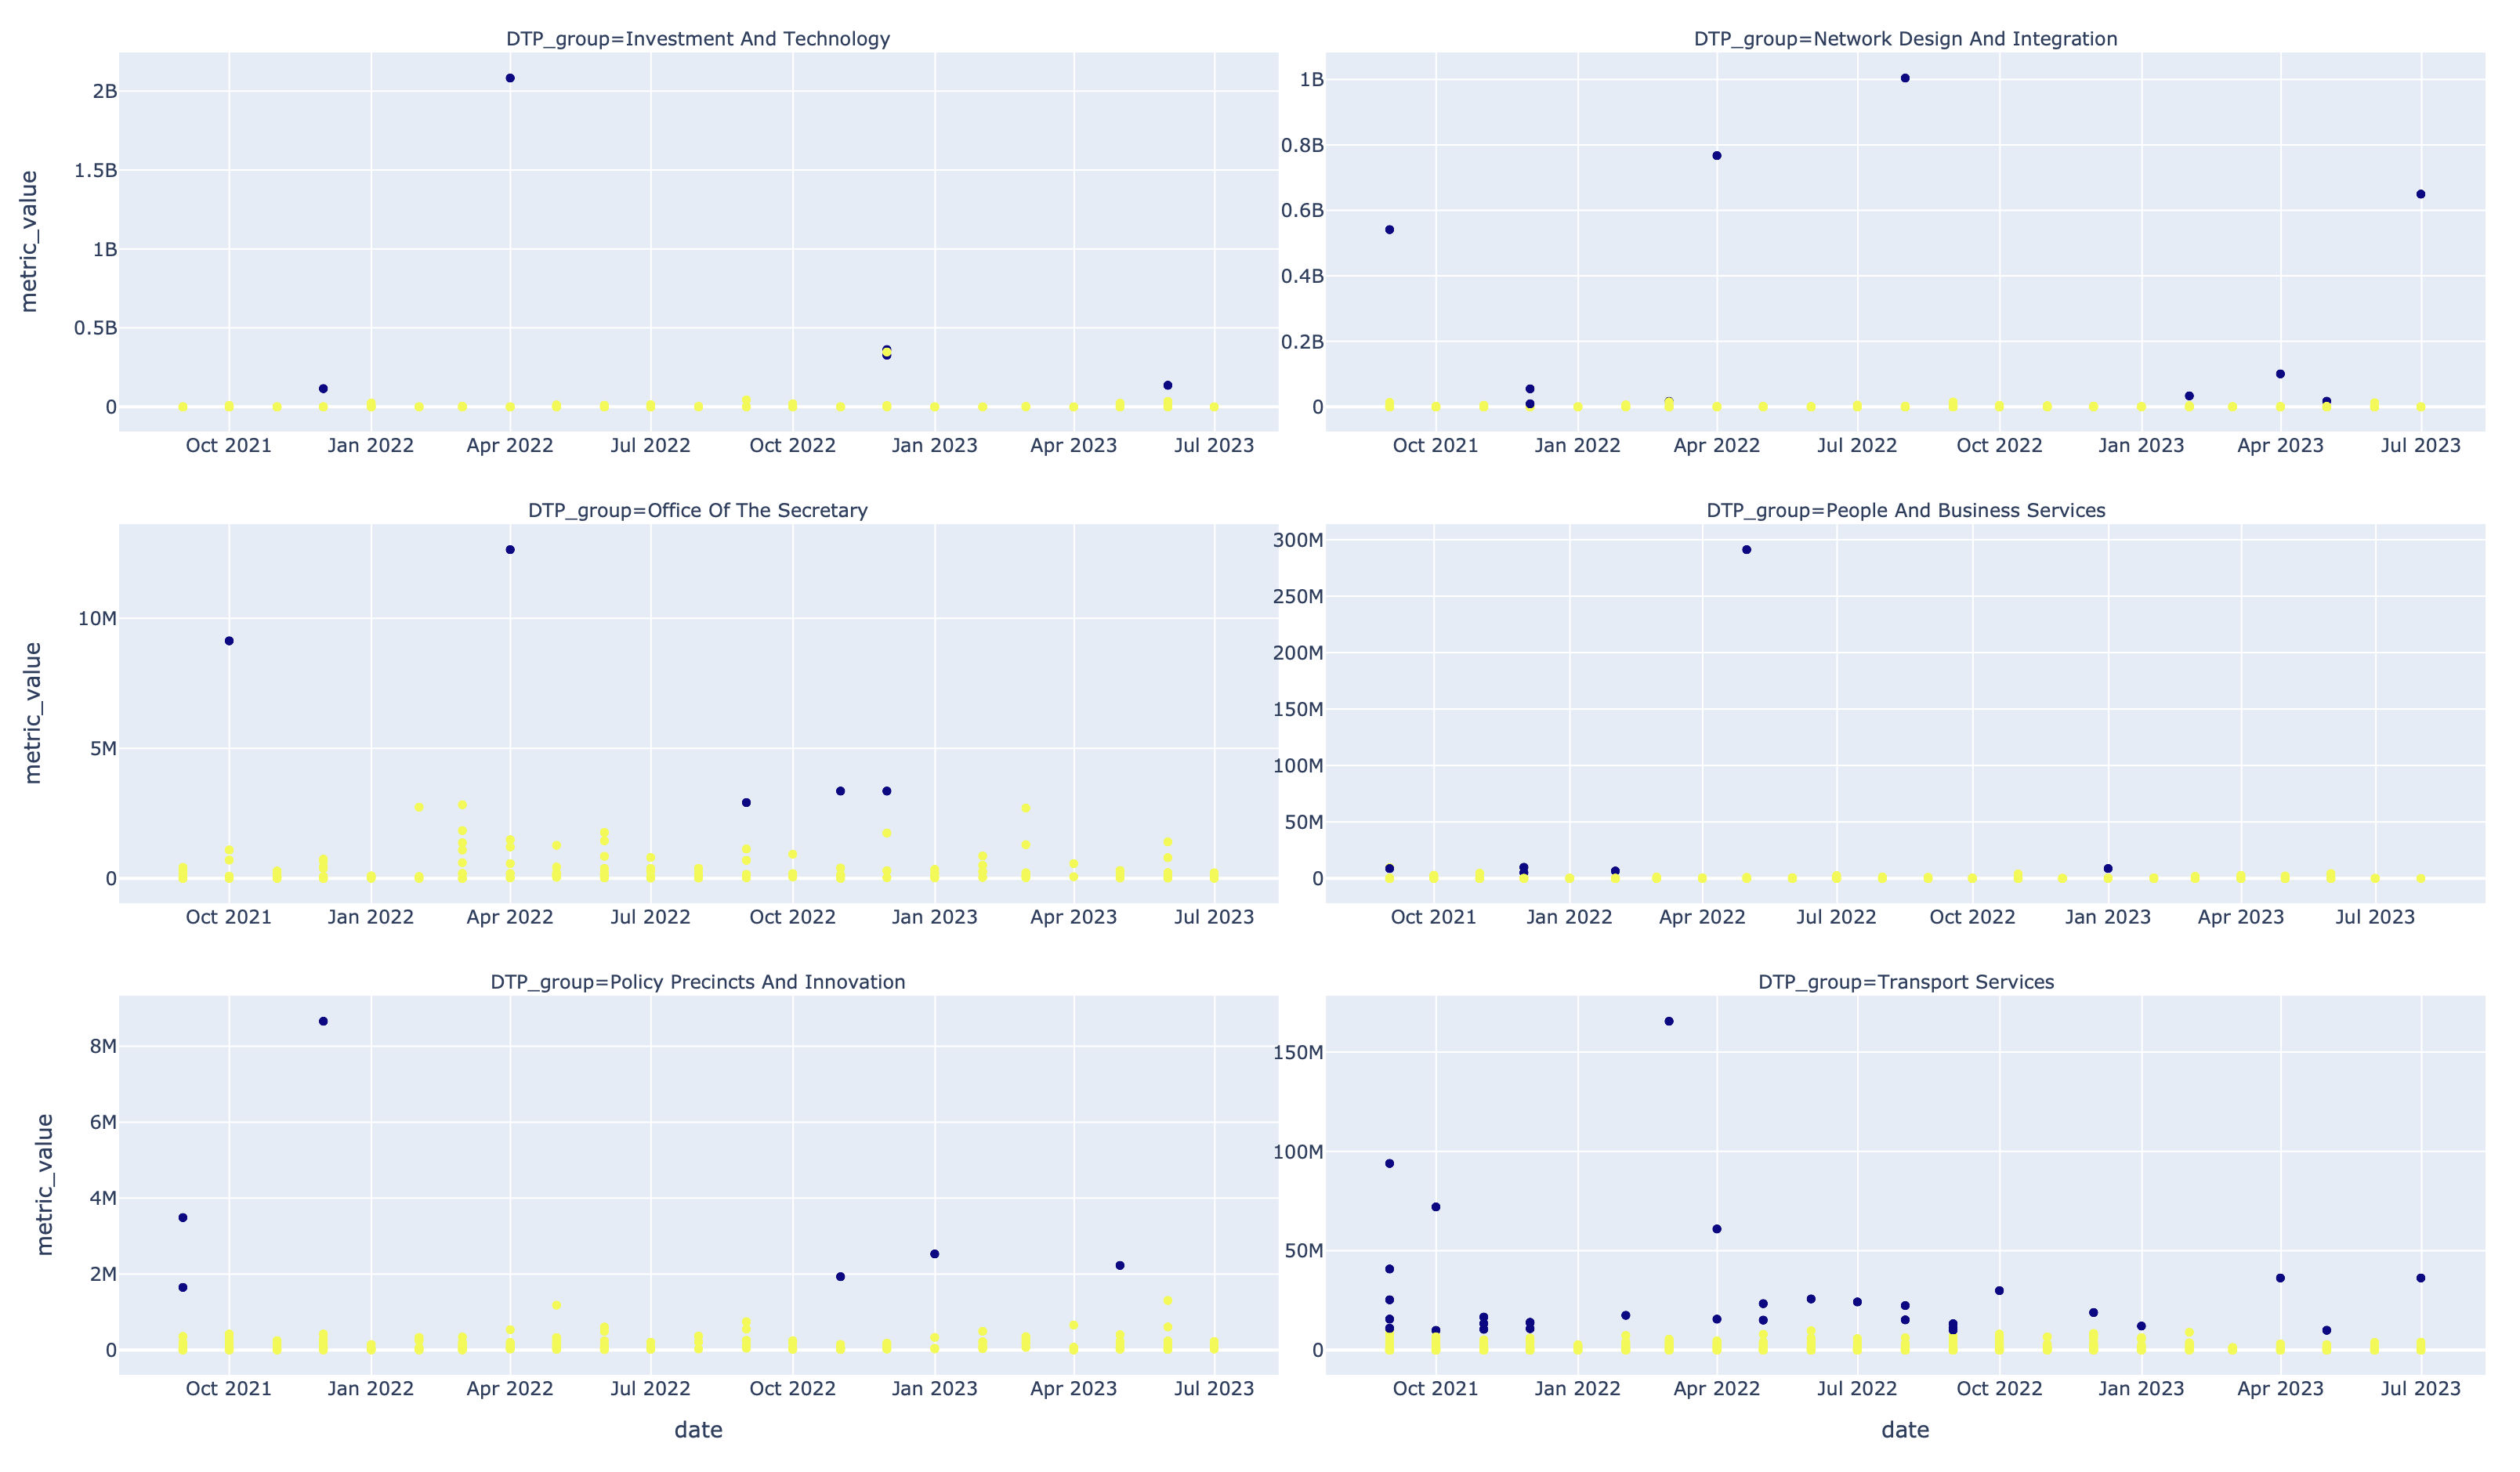 DTP_group=Investment And Technology
metric_value
2B
1.5B
1B
0.5B
0
Oct 2021 Jan 2022 Apr 2022 Jul 2022 Oct 2022 Jan 2023 Apr 2023 Jul 2023
DTP_group=Network Design And Integration
1B
0.8B
0.6B
0.4B
0.2B
0
Oct 2021 Jan 2022 Apr 2022 Jul 2022 Oct 2022 Jan 2023 Apr 2023 Jul 2023
DTP_group=Office Of The Secretary
metric_value
10M
5M
0
Oct 2021 Jan 2022 Apr 2022 Jul 2022 Oct 2022 Jan 2023 Apr 2023 Jul 2023
DTP_group=People And Business Services
300M
250M
200M
150M
100M
50M
0
Oct 2021 Jan 2022 Apr 2022 Jul 2022 Oct 2022 Jan 2023 Apr 2023 Jul 2023
DTP_group=Policy Precincts And Innovation
metric_value
8M
6M
4M
2M
0
Oct 2021 Jan 2022 Apr 2022 Jul 2022 Oct 2022 Jan 2023 Apr 2023 Jul 2023
date
DTP_group=Transport Services
150M
100M
50M
0
Oct 2021 Jan 2022 Apr 2022 Jul 2022 Oct 2022 Jan 2023 Apr 2023 Jul 2023
date